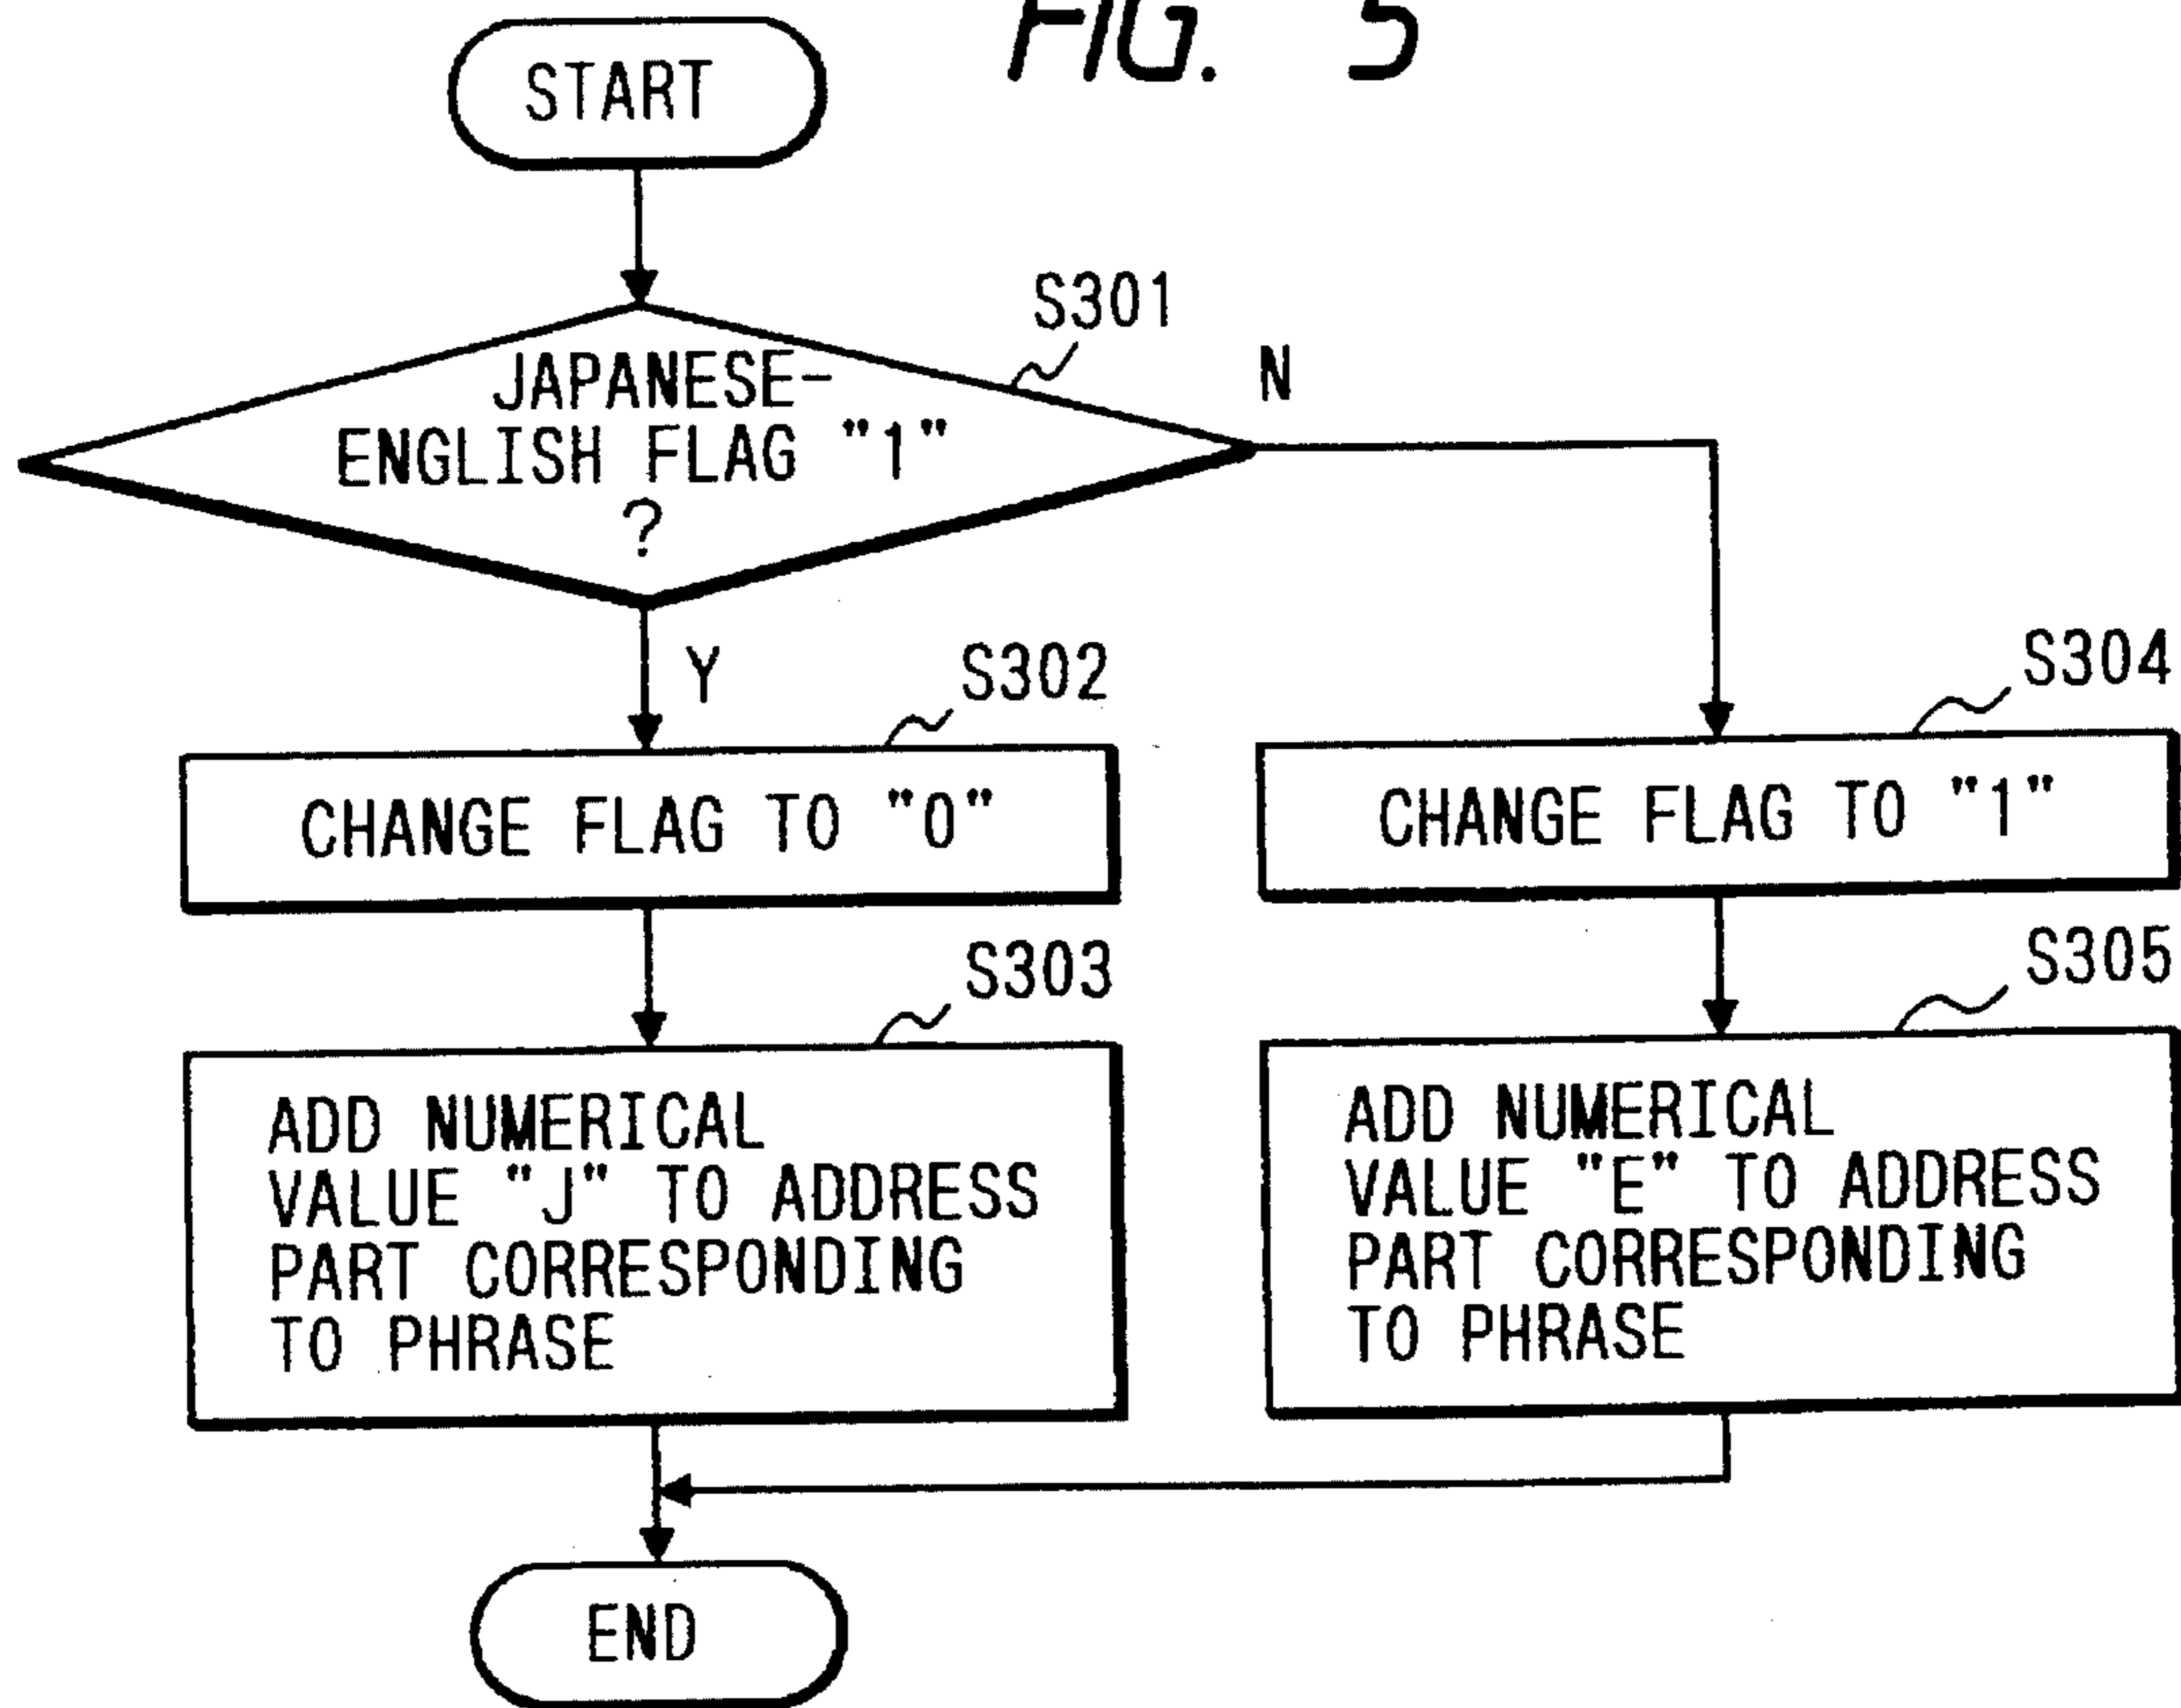 FIG. 5
START
S301
JAPANESE-
ENGLISH FLAG "1"
?
N
Y
S302
CHANGE FLAG TO "0"
S303
ADD NUMERICAL
VALUE "J" TO ADDRESS
PART CORRESPONDING
TO PHRASE
S304
CHANGE FLAG TO "1"
S305
ADD NUMERICAL
VALUE "E" TO ADDRESS
PART CORRESPONDING
TO PHRASE
END